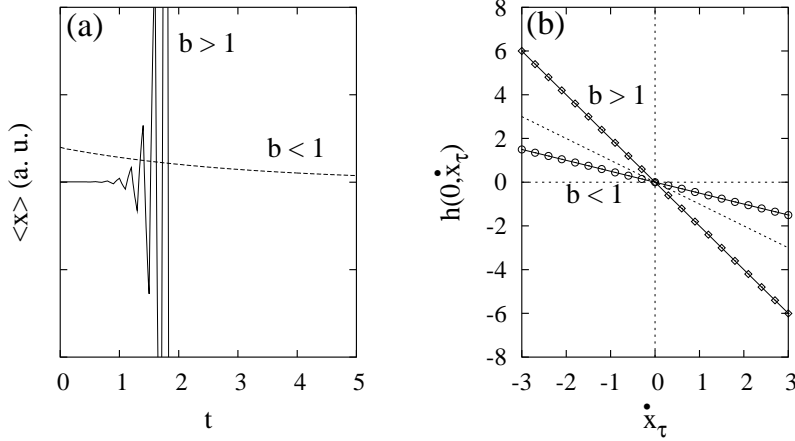 (a)
b > 1
b < 1
<x> (a. u.)
0 1 2 3 4 5
t
(b)
8
6
4
2
0
-2
-4
-6
-8
b > 1
b < 1
h(0,ẋτ)
-3 -2 -1 0 1 2 3
ẋτ